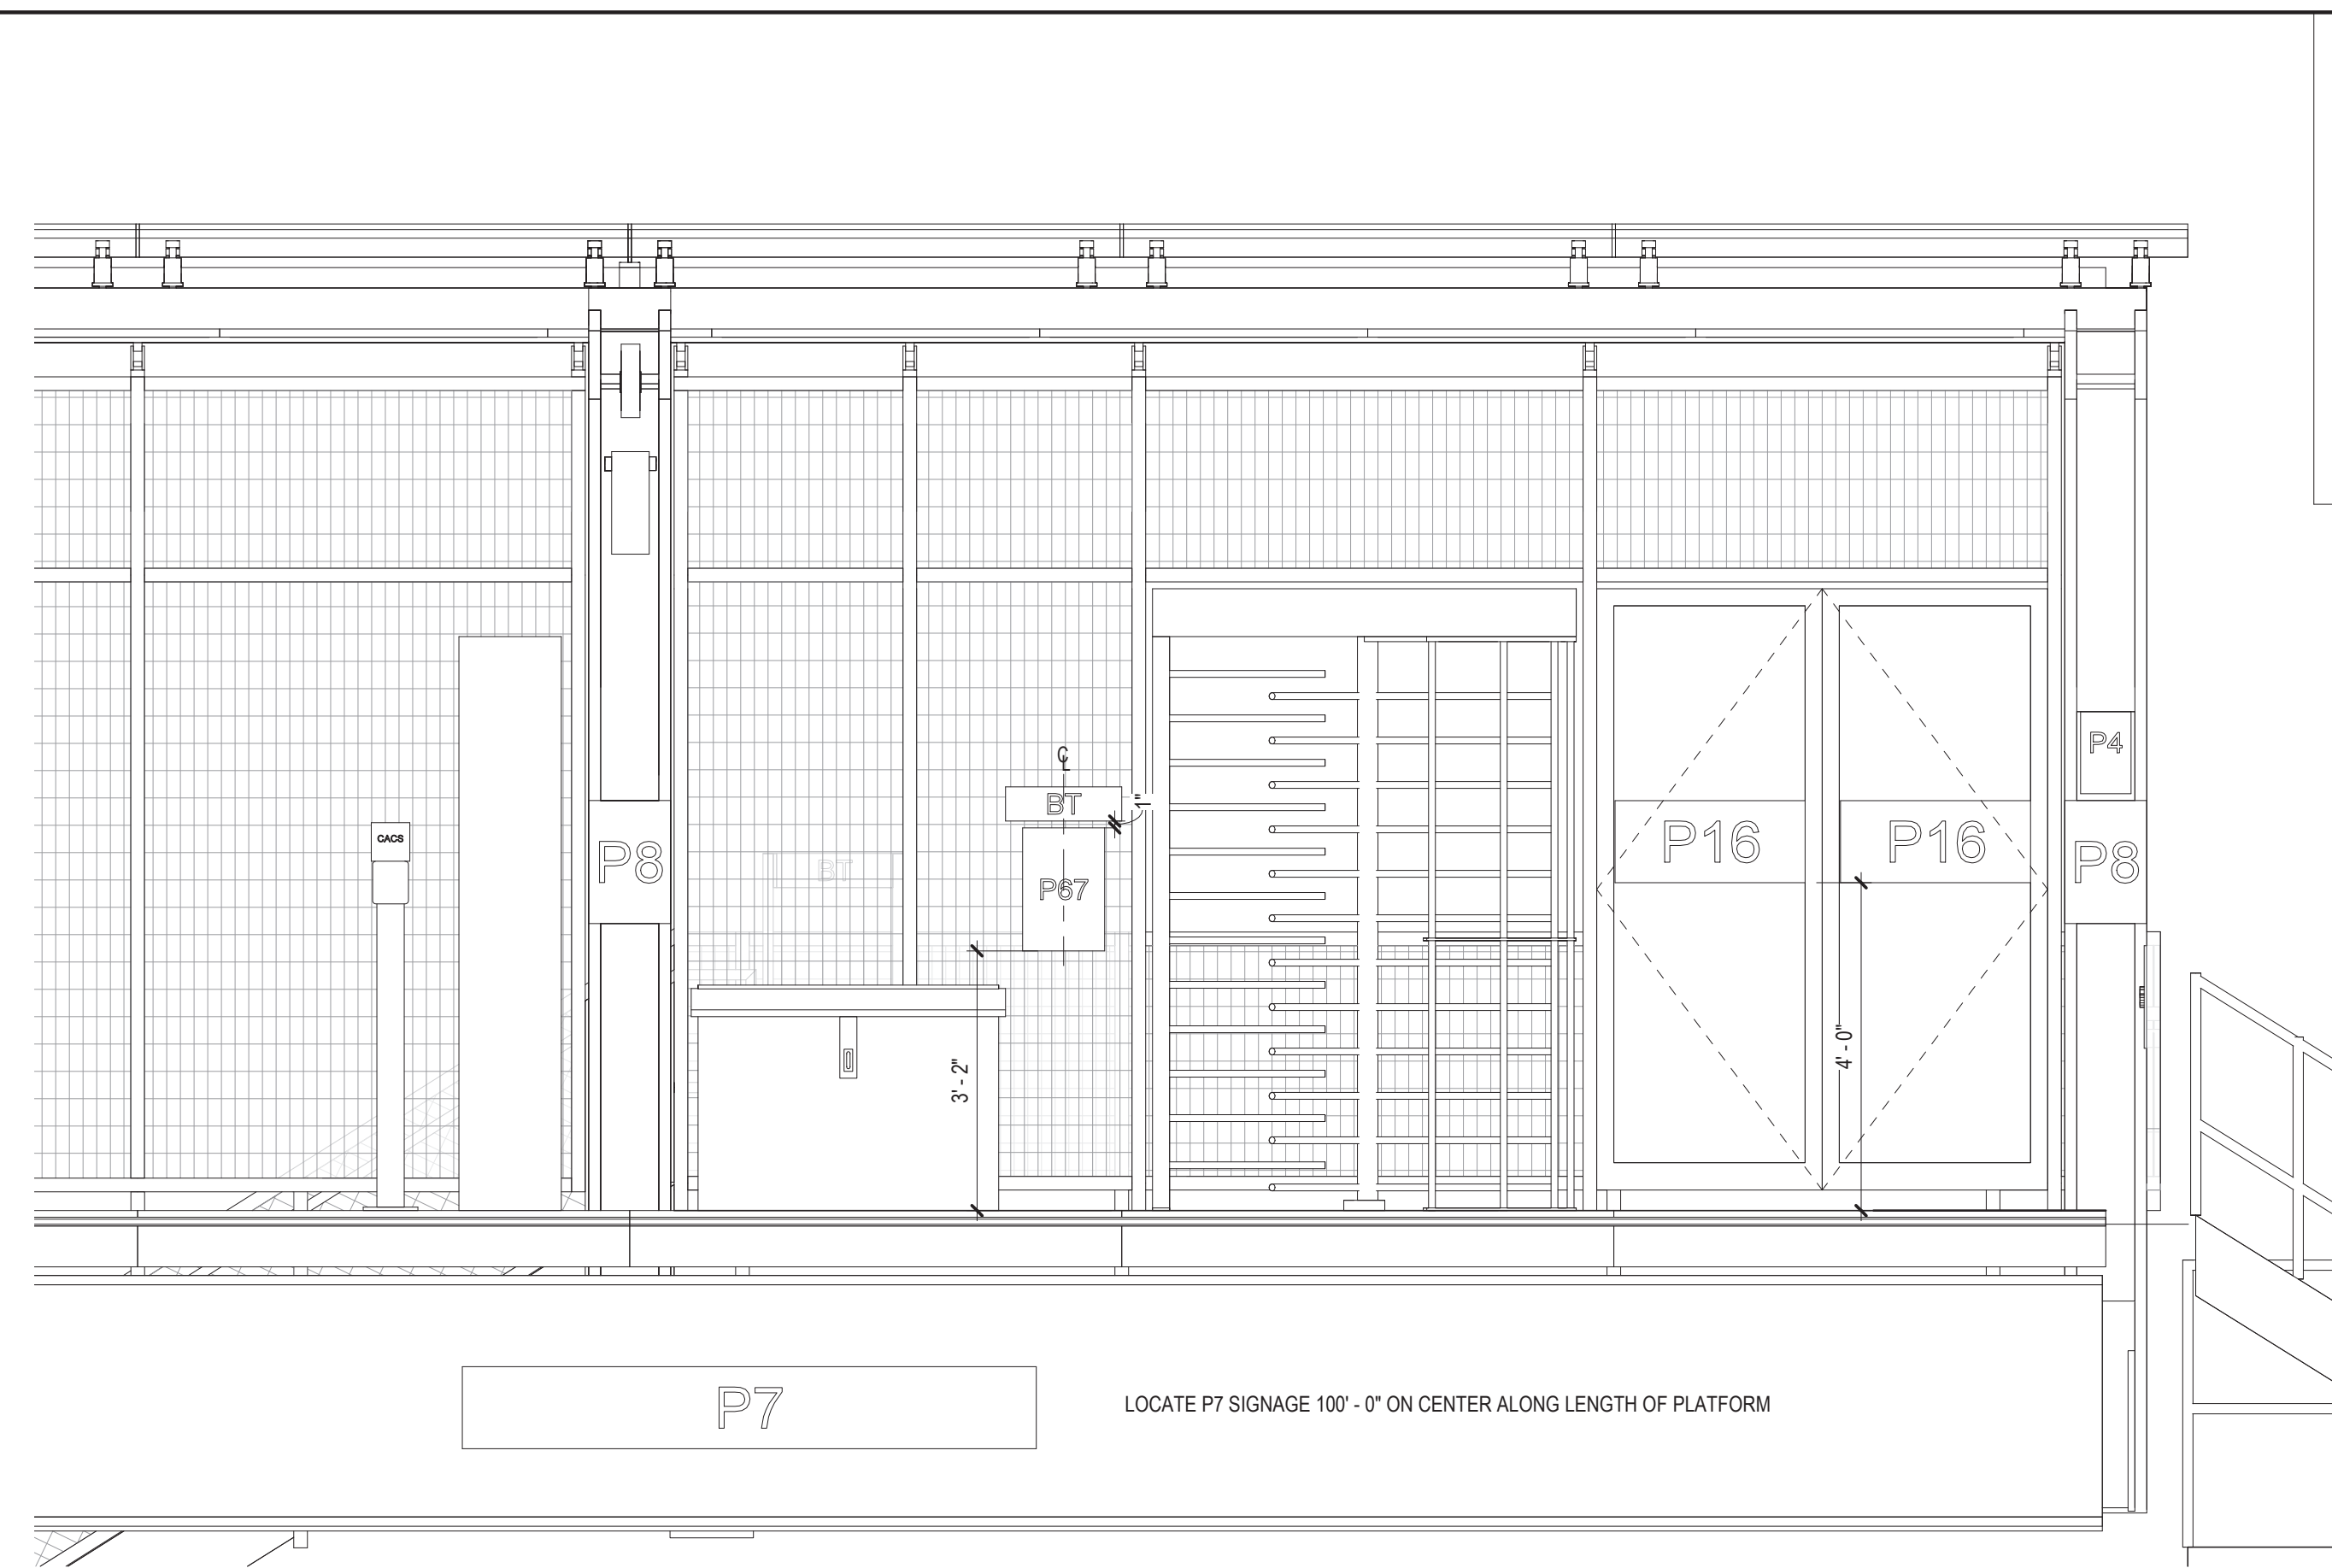 ℄
P4
BT
1"
CACS
P8
P16
P16
P8
BT
P67
3' - 2"
4' - 0"
P7
LOCATE P7 SIGNAGE 100' - 0" ON CENTER ALONG LENGTH OF PLATFORM